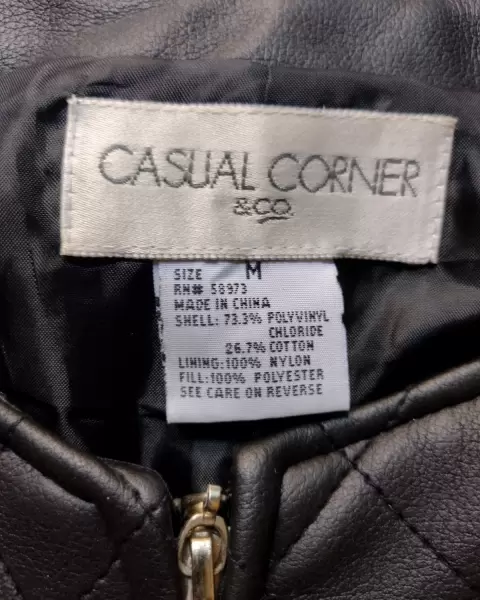 CASUAL CORNER
&CO.
SIZE M
RN# 58973
MADE IN CHINA
SHELL: 73.3% POLYVINYL
CHLORIDE
26.7% COTTON
LINING:100% NYLON
FILL:100% POLYESTER
SEE CARE ON REVERSE